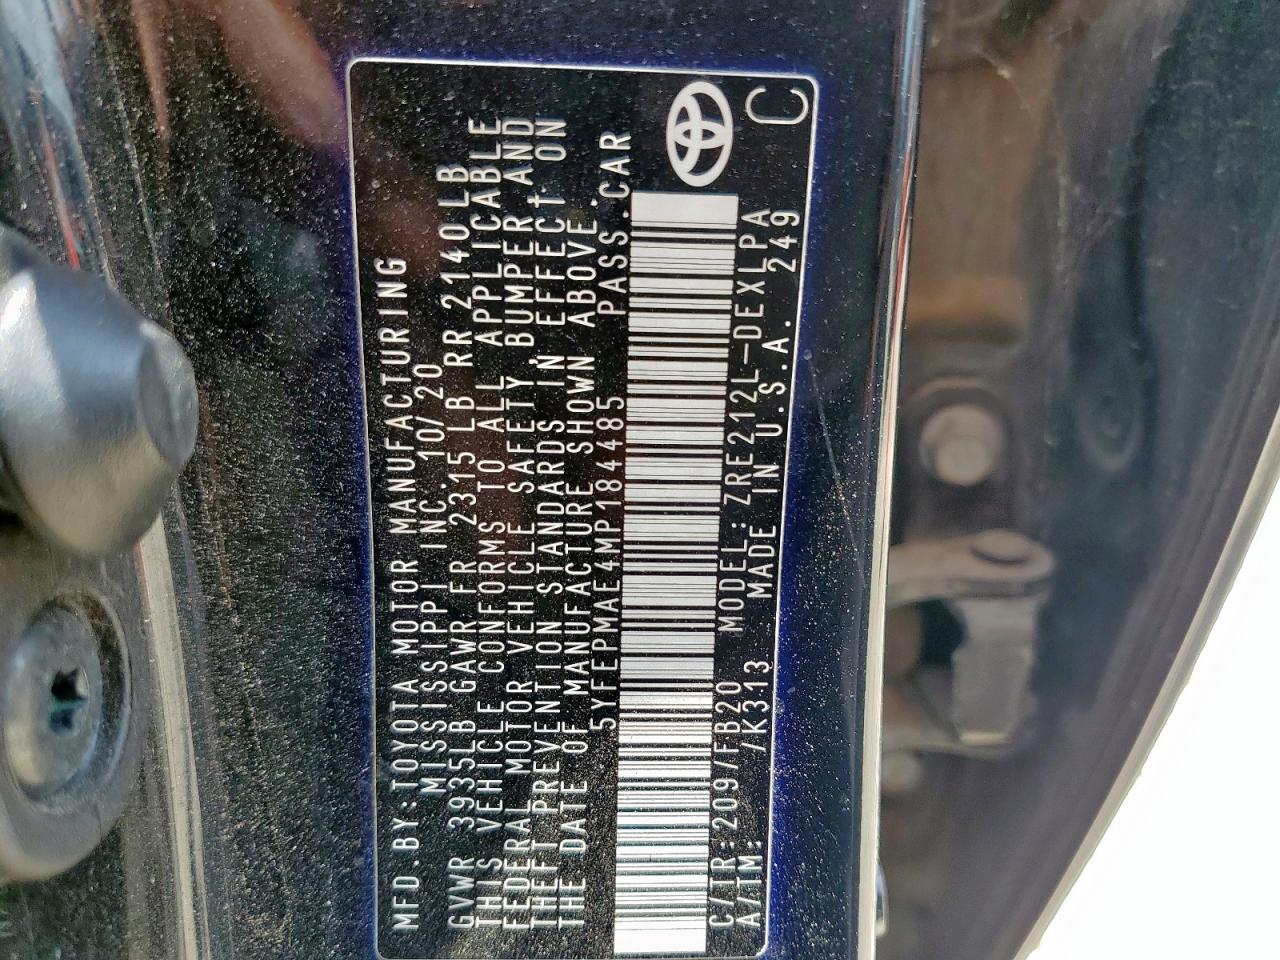 MFD.BY:TOYOTA MOTOR MANUFACTURING
MISSISSIPPI INC. 10/20
GVWR 3935LB GAWR FR 2315 LB RR 2140LB
THIS VEHICLE CONFORMS TO ALL APPLICABLE
FEDERAL MOTOR VEHICLE SAFETY,BUMPER AND
THEFT PREVENTION STANDARDS IN EFFECT ON
THE DATE OF MANUFACTURE SHOWN ABOVE.
5YFEPMAE4MP184485 PASS.CAR
C/TR:209/FB20 MODEL:ZRE212L-DEXLPA
A/TM: /K313 MADE IN U.S.A. 249
C